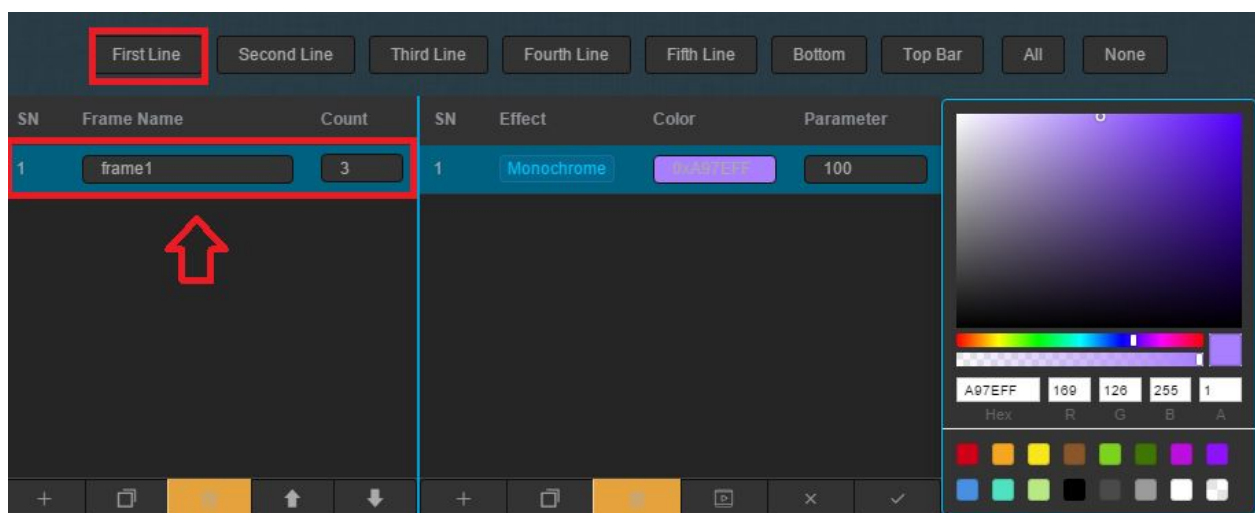 First Line Second Line Third Line Fourth Line Fifth Line Bottom Top Bar All None
SN Frame Name Count SN Effect Color Parameter
1 frame1 3 1 Monochrome 0xA97EFF 100
A97EFF 169 126 255 1
Hex R G B A